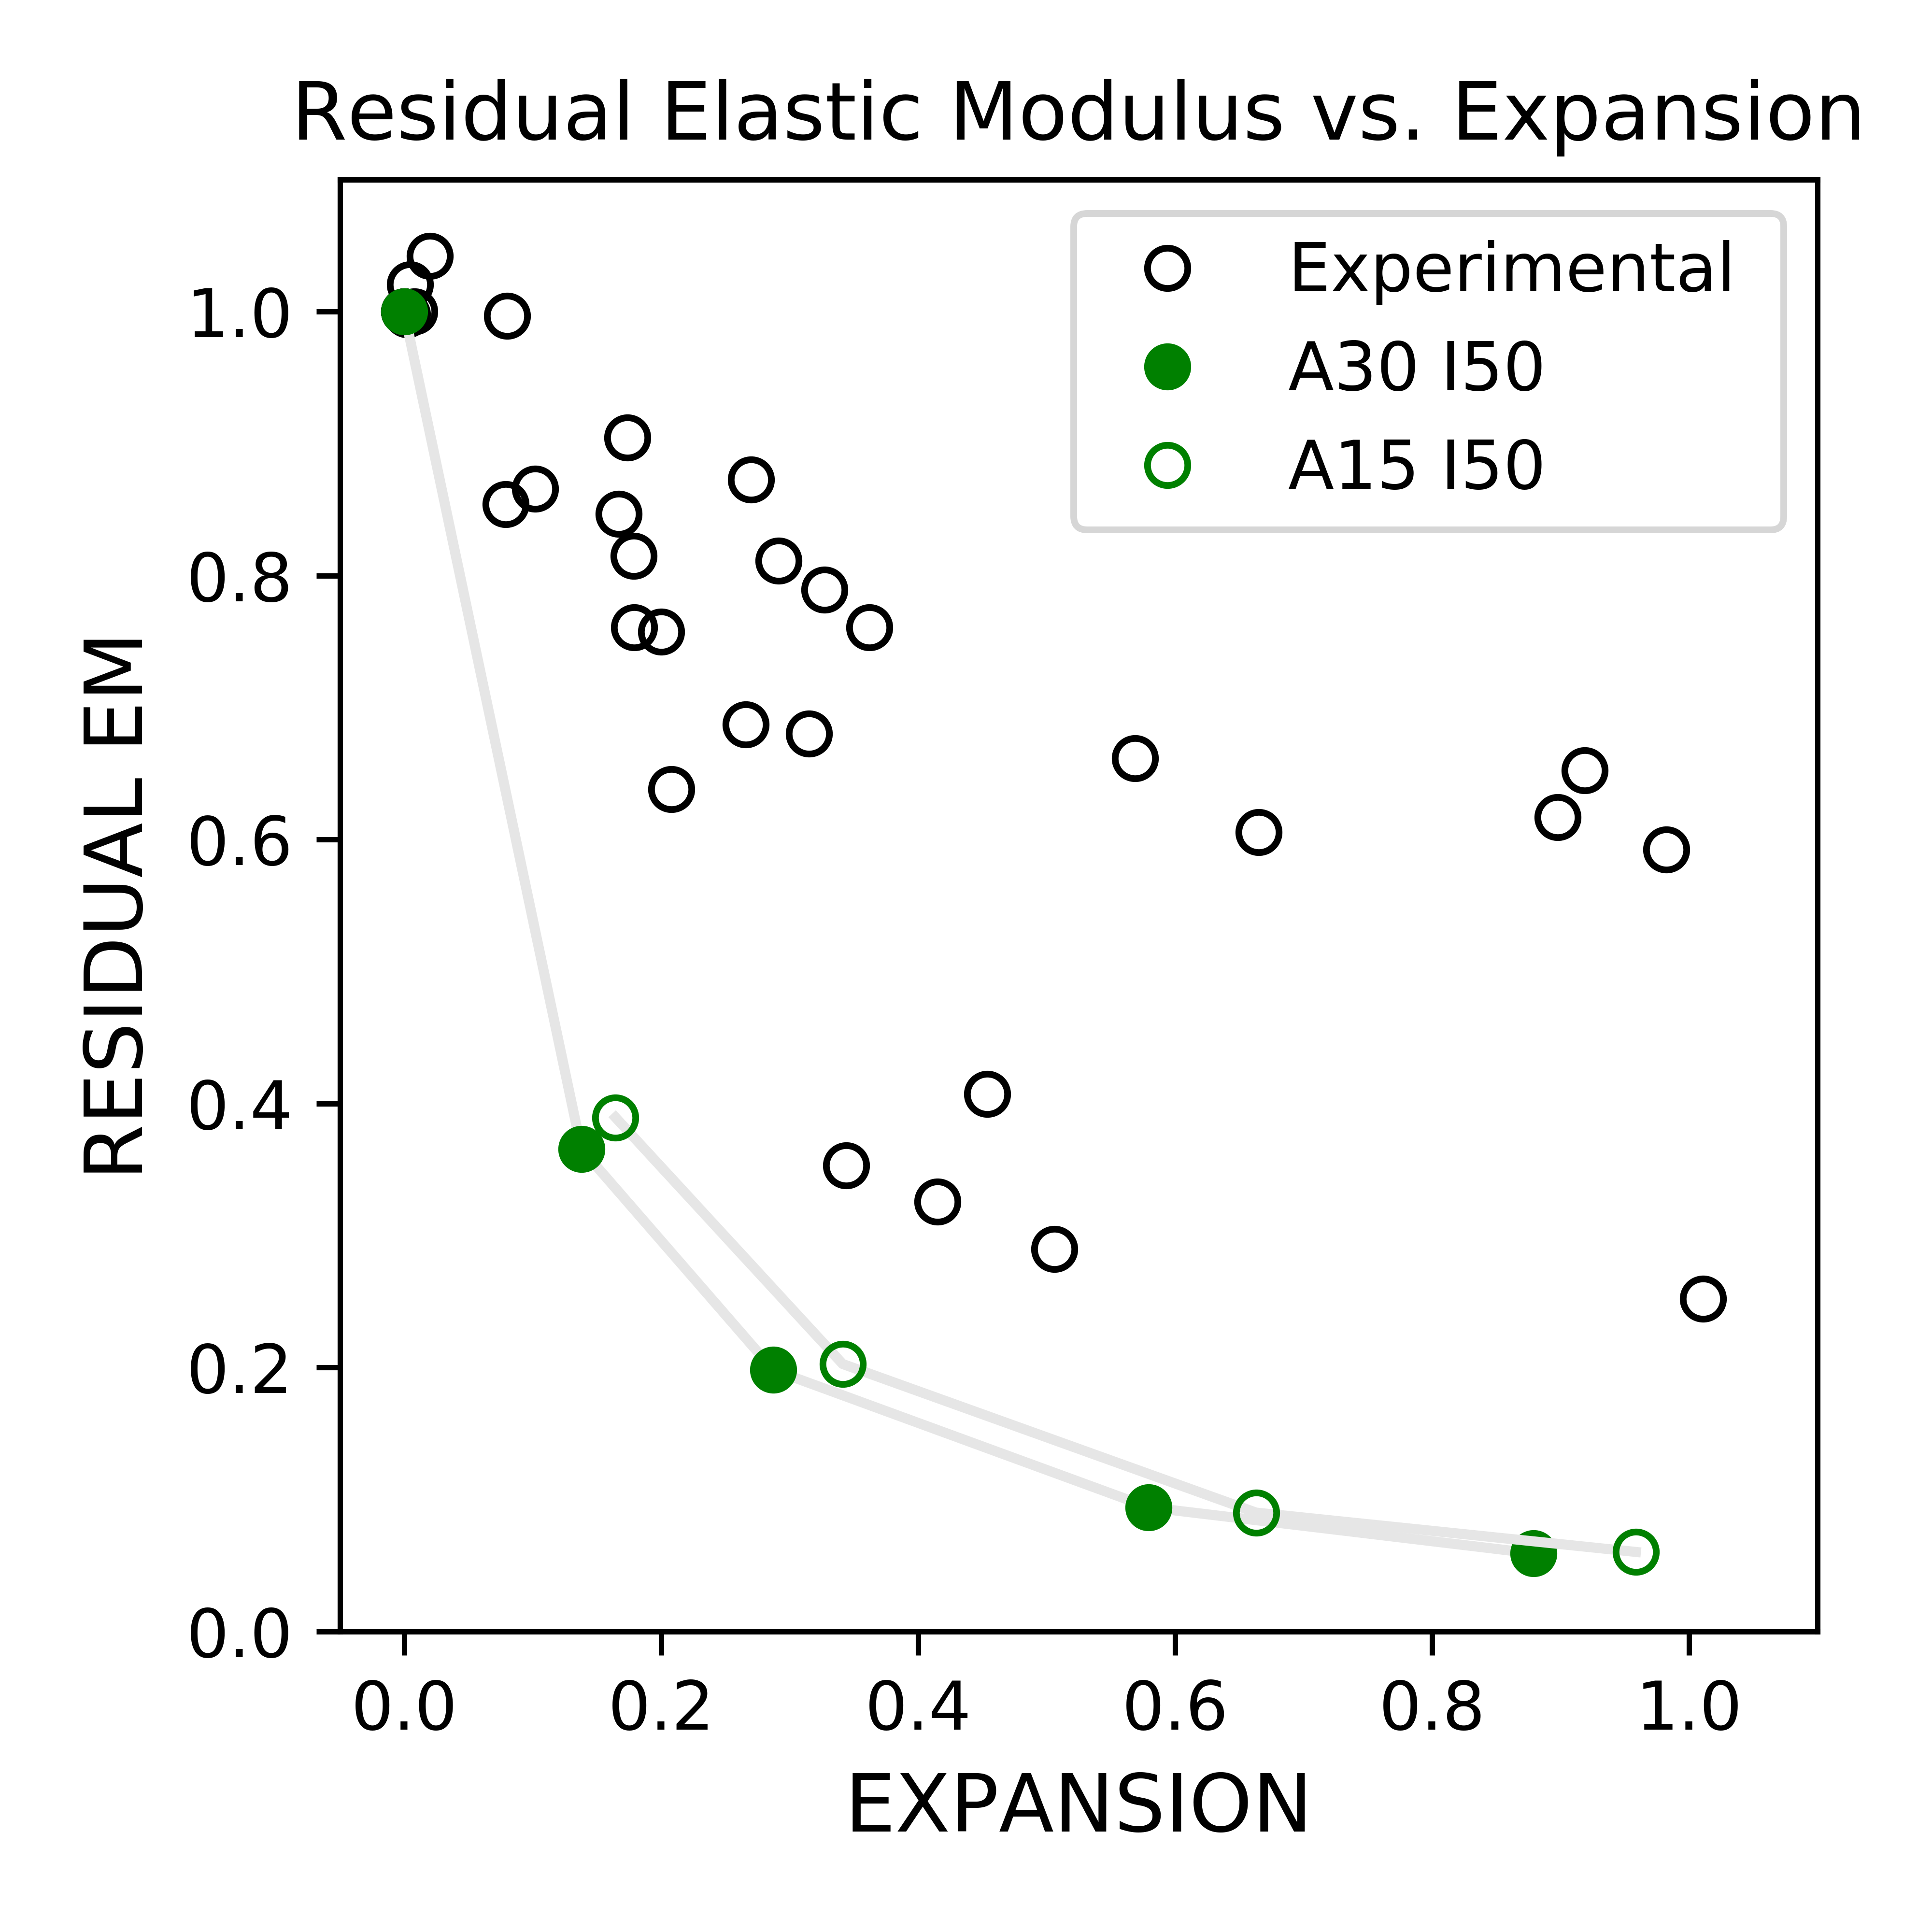 Residual Elastic Modulus vs. Expansion
Experimental
A30 I50
A15 I50
RESIDUAL EM
1.0
0.8
0.6
0.4
0.2
0.0
0.0 0.2 0.4 0.6 0.8 1.0
EXPANSION